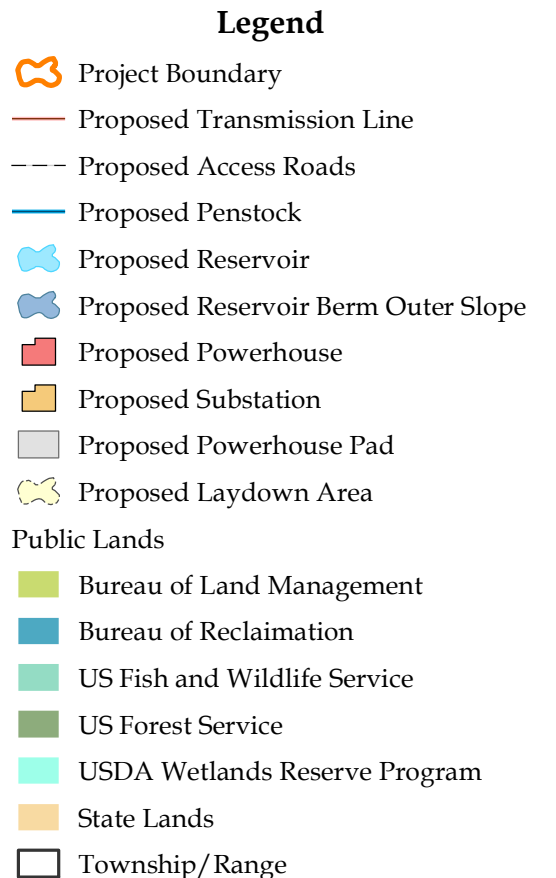 Legend
Project Boundary
Proposed Transmission Line
Proposed Access Roads
Proposed Penstock
Proposed Reservoir
Proposed Reservoir Berm Outer Slope
Proposed Powerhouse
Proposed Substation
Proposed Powerhouse Pad
Proposed Laydown Area
Public Lands
Bureau of Land Management
Bureau of Reclamation
US Fish and Wildlife Service
US Forest Service
USDA Wetlands Reserve Program
State Lands
Township/Range